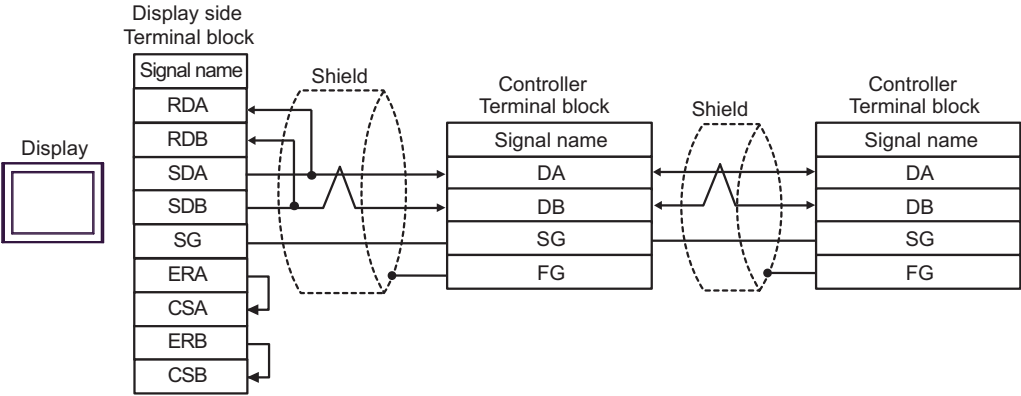 Display side
Terminal block
Signal name
RDA
RDB
SDA
SDB
SG
ERA
CSA
ERB
CSB
Display
Shield
Controller
Terminal block
Signal name
DA
DB
SG
FG
Shield
Controller
Terminal block
Signal name
DA
DB
SG
FG